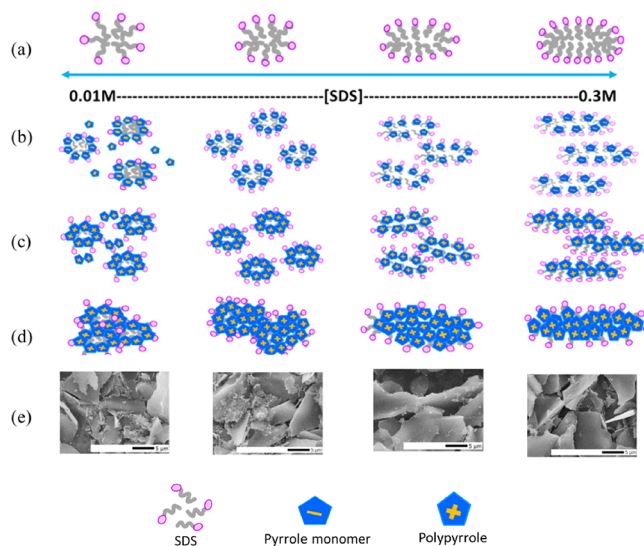 (a)
0.01M--------------------------------[SDS]--------------------------------0.3M
(b)
(c)
(d)
(e)
5 µm
5 µm
5 µm
5 µm
SDS
Pyrrole monomer
Polypyrrole